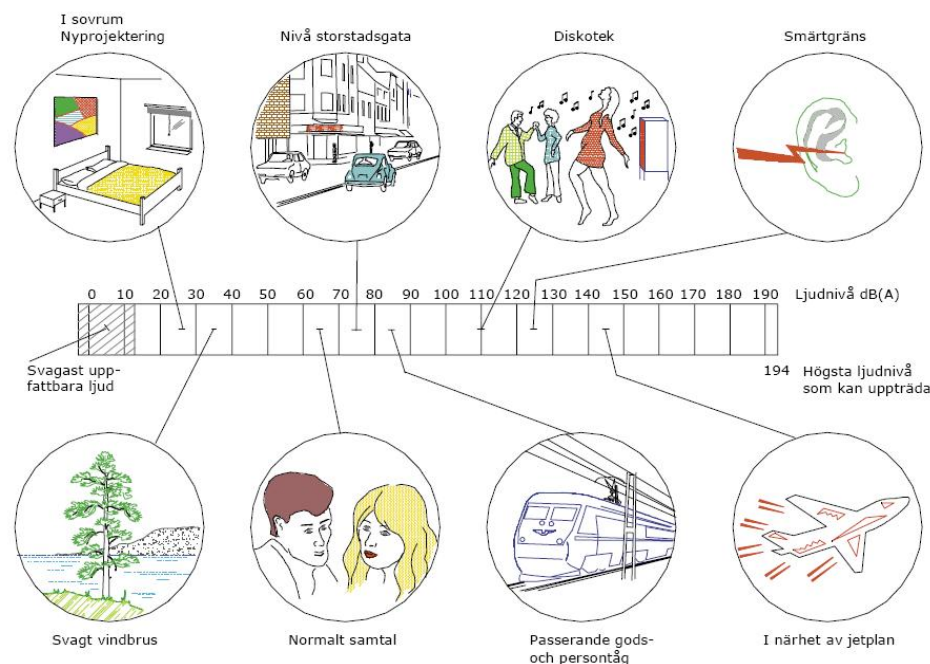 I sovrum
Nyprojektering
Nivå storstadsgata
Diskotek
Smärtgräns
0 10 20 30 40 50 60 70 80 90 100 110 120 130 140 150 160 170 180 190
Ljudnivå dB(A)
Svagast upp-
fattbara ljud
194
Högsta ljudnivå
som kan uppträda
Svagt vindbrus
Normalt samtal
Passerande gods-
och persontåg
I närhet av jetplan